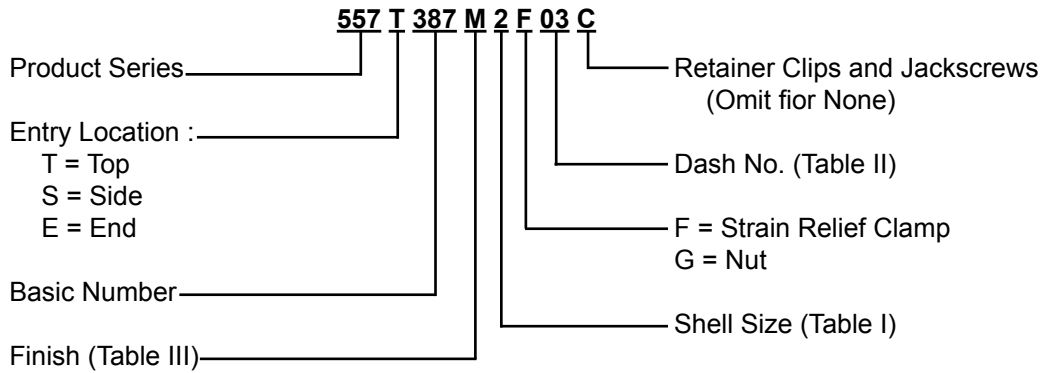 557 T 387 M 2 F 03 C
Product Series
Entry Location :
T = Top
S = Side
E = End
Basic Number
Finish (Table III)
Retainer Clips and Jackscrews
(Omit fior None)
Dash No. (Table II)
F = Strain Relief Clamp
G = Nut
Shell Size (Table I)